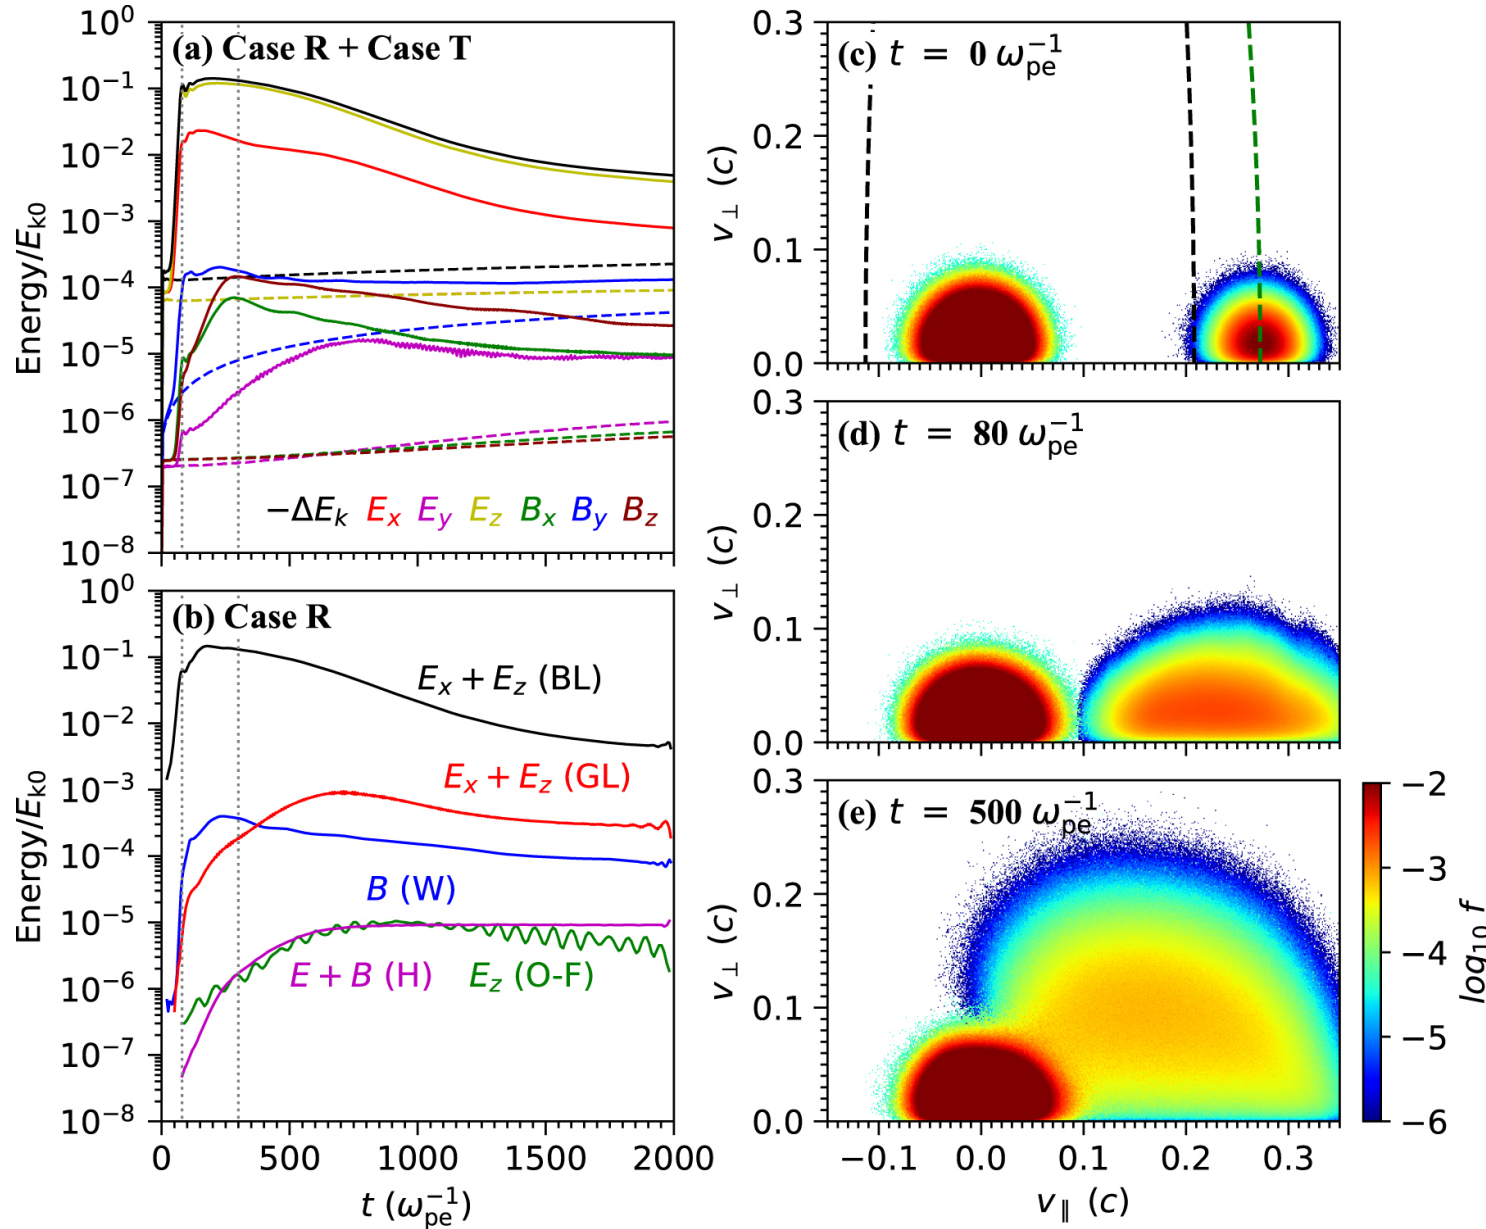 (a) Case R + Case T
Energy/E_k0
10^0
10^−1
10^−2
10^−3
10^−4
10^−5
10^−6
10^−7
10^−8
−ΔE_k E_x E_y E_z B_x B_y B_z
(b) Case R
Energy/E_k0
10^0
10^−1
10^−2
10^−3
10^−4
10^−5
10^−6
10^−7
10^−8
E_x + E_z (BL)
E_x + E_z (GL)
B (W)
E + B (H) E_z (O-F)
0 500 1000 1500 2000
t (ω_pe^−1)
(c) t = 0 ω_pe^−1
v_⊥ (c)
0.3
0.2
0.1
0.0
(d) t = 80 ω_pe^−1
v_⊥ (c)
0.3
0.2
0.1
0.0
(e) t = 500 ω_pe^−1
v_⊥ (c)
0.3
0.2
0.1
0.0
−0.1 0.0 0.1 0.2 0.3
v_∥ (c)
−2
−3
−4
−5
−6
log_10 f